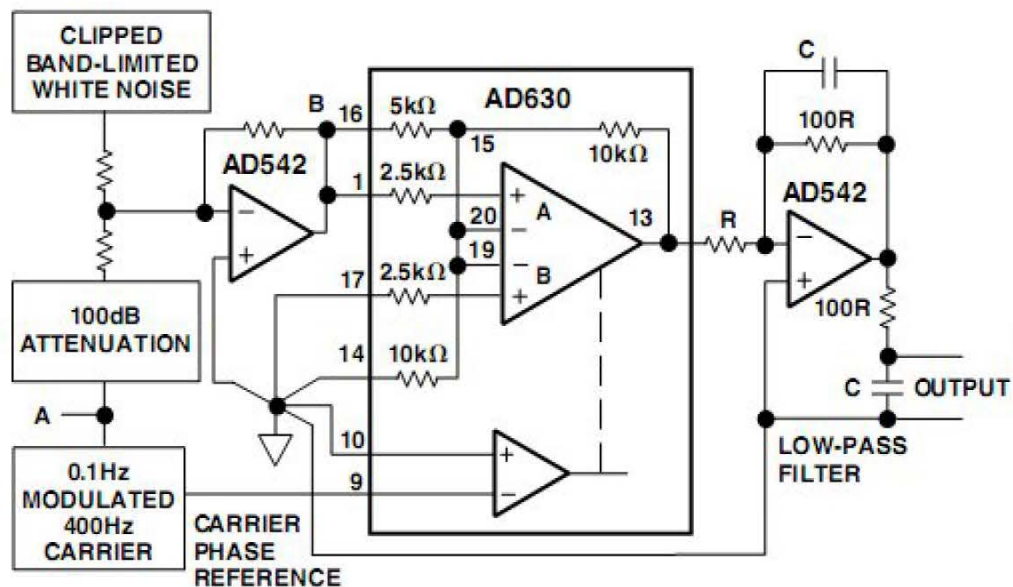 CLIPPED
BAND-LIMITED
WHITE NOISE
B
16
5kΩ
AD630
15
10kΩ
C
100R
AD542
AD542
1
2.5kΩ
+
A
20
−
13
R
−
+
19
−
B
+
17
2.5kΩ
−
+
100R
100dB
ATTENUATION
14
10kΩ
C
OUTPUT
A
10
+
LOW-PASS
FILTER
0.1Hz
MODULATED
400Hz
CARRIER
9
−
CARRIER
PHASE
REFERENCE